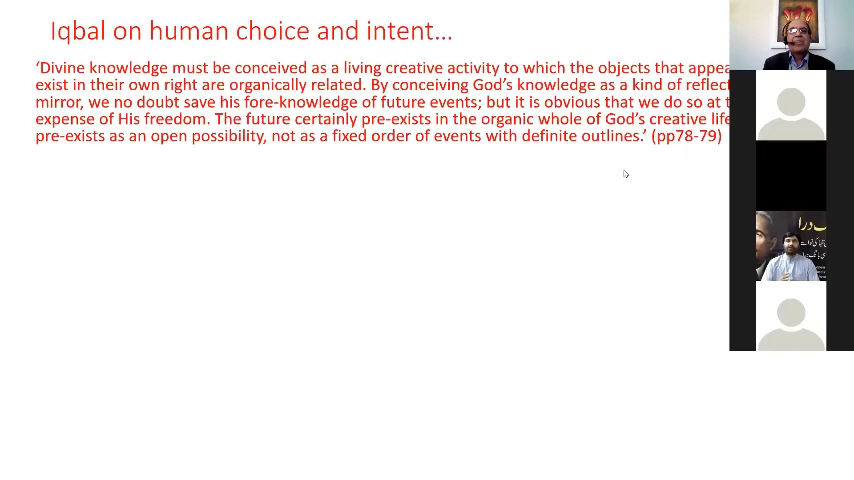 Iqbal on human choice and intent…
‘Divine knowledge must be conceived as a living creative activity to which the objects that appea
exist in their own right are organically related. By conceiving God’s knowledge as a kind of reflect
mirror, we no doubt save his fore-knowledge of future events; but it is obvious that we do so at t
expense of His freedom. The future certainly pre-exists in the organic whole of God’s creative life
pre-exists as an open possibility, not as a fixed order of events with definite outlines.’ (pp78-79)